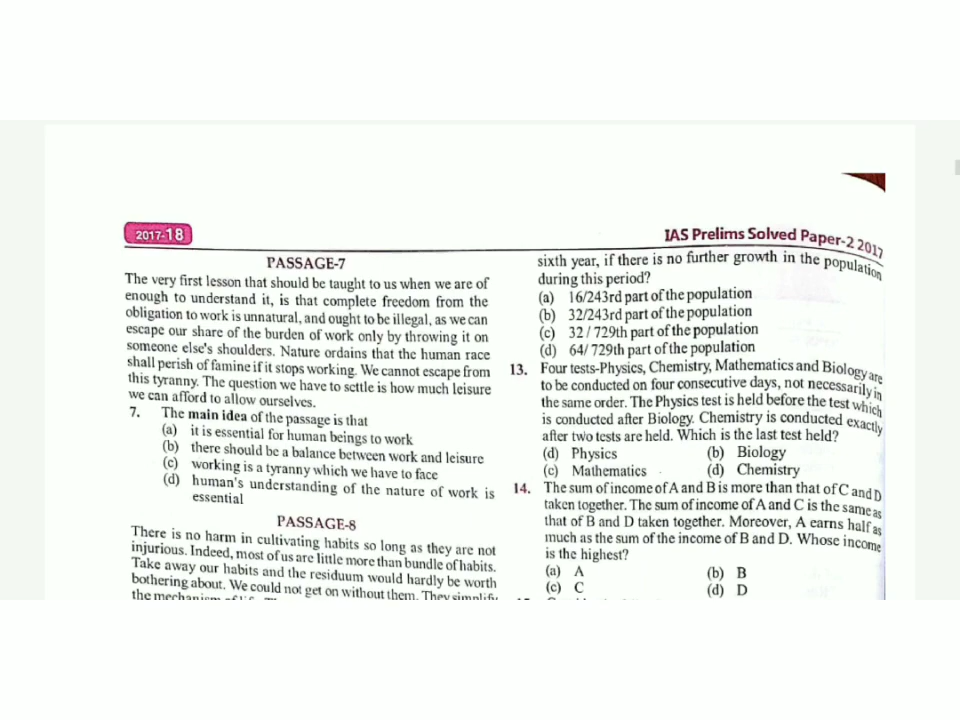 2017-18
IAS Prelims Solved Paper-2 2017
PASSAGE-7
The very first lesson that should be taught to us when we are of
enough to understand it, is that complete freedom from the
obligation to work is unnatural, and ought to be illegal, as we can
escape our share of the burden of work only by throwing it on
someone else's shoulders. Nature ordains that the human race
shall perish of famine if it stops working. We cannot escape from
this tyranny. The question we have to settle is how much leisure
we can afford to allow ourselves.
7. The main idea of the passage is that
(a) it is essential for human beings to work
(b) there should be a balance between work and leisure
(c) working is a tyranny which we have to face
(d) human's understanding of the nature of work is
essential
PASSAGE-8
There is no harm in cultivating habits so long as they are not
injurious. Indeed, most of us are little more than bundle of habits.
Take away our habits and the residuum would hardly be worth
bothering about. We could not get on without them. They simplify
the mechanism
sixth year, if there is no further growth in the population
during this period?
(a) 16/243rd part of the population
(b) 32/243rd part of the population
(c) 32 / 729th part of the population
(d) 64/ 729th part of the population
13. Four tests-Physics, Chemistry, Mathematics and Biology are
to be conducted on four consecutive days, not necessarily in
the same order. The Physics test is held before the test which
is conducted after Biology. Chemistry is conducted exactly
after two tests are held. Which is the last test held?
(d) Physics (b) Biology
(c) Mathematics (d) Chemistry
14. The sum of income of A and B is more than that of C and D
taken together. The sum of income of A and C is the same as
that of B and D taken together. Moreover, A earns half as
much as the sum of the income of B and D. Whose income
is the highest?
(a) A (b) B
(c) C (d) D